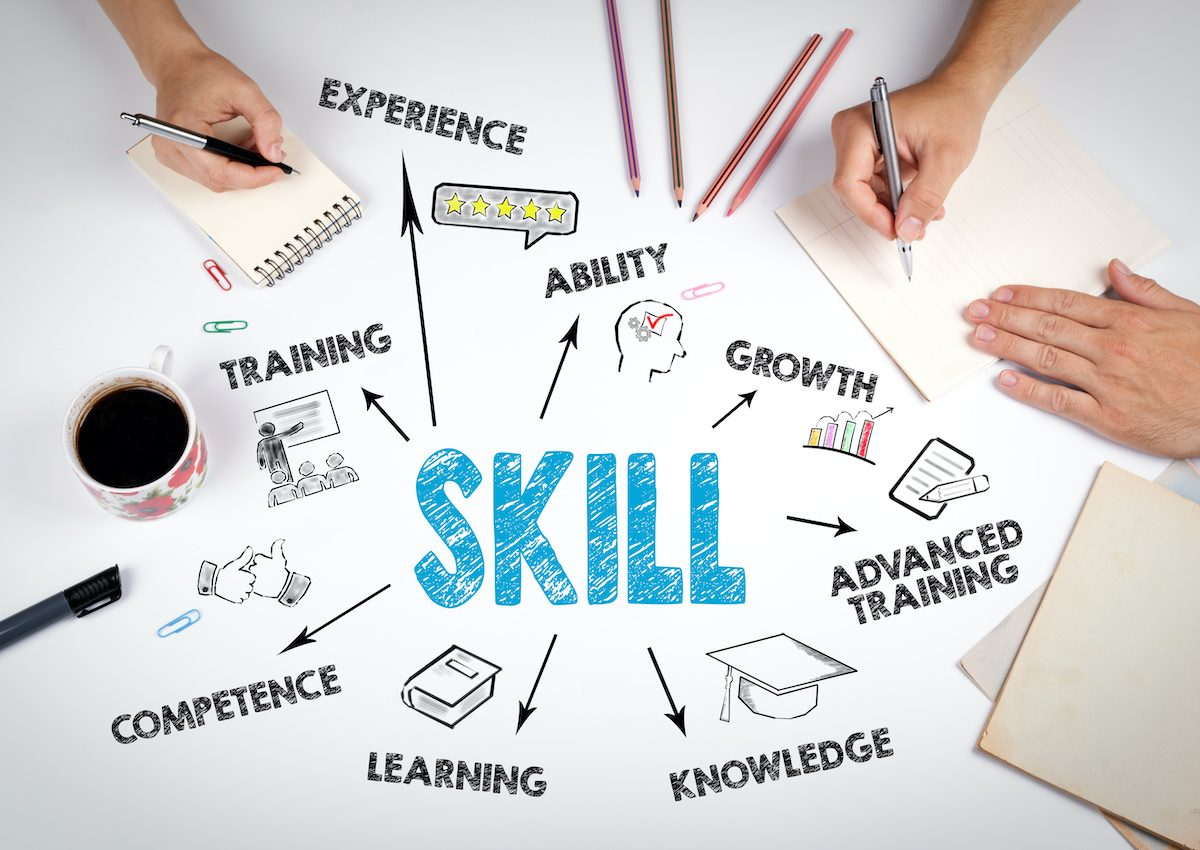 EXPERIENCE
ABILITY
TRAINING
GROWTH
SKILL
ADVANCED
TRAINING
COMPETENCE
LEARNING
KNOWLEDGE